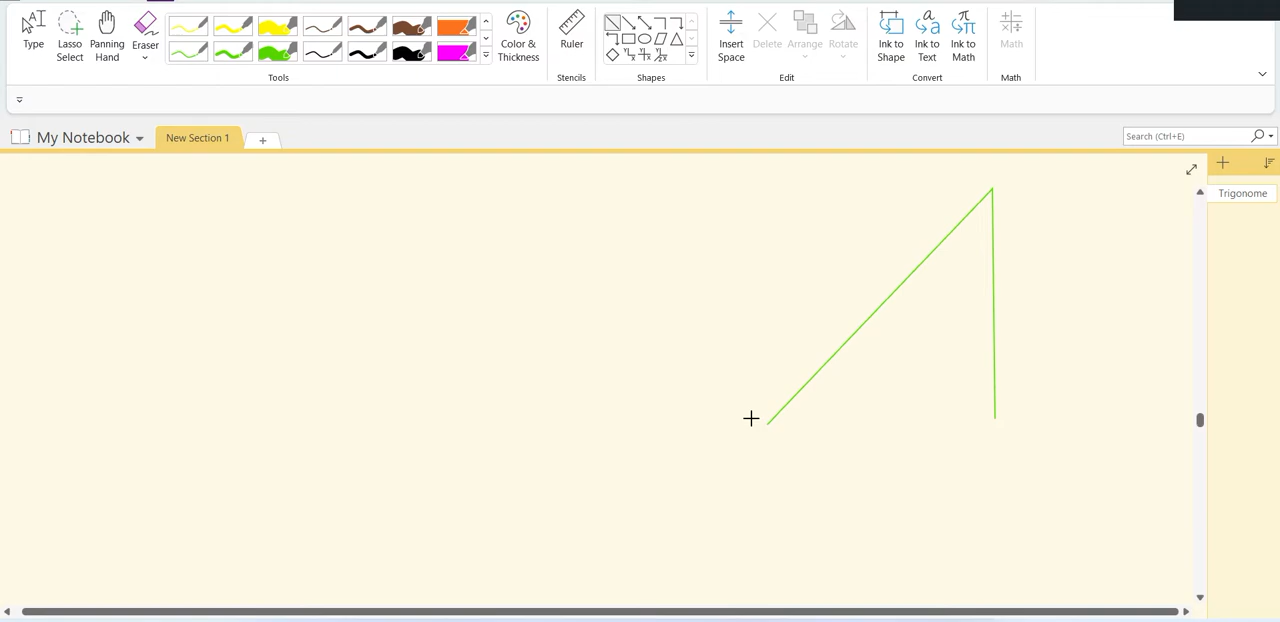 Type
Lasso Select
Panning Hand
Eraser
Color & Thickness
Ruler
Insert Space
Delete
Arrange
Rotate
Ink to Shape
Ink to Text
Ink to Math
Math
Tools
Stencils
Shapes
Edit
Convert
Math
My Notebook
New Section 1
Search (Ctrl+E)
Trigonome